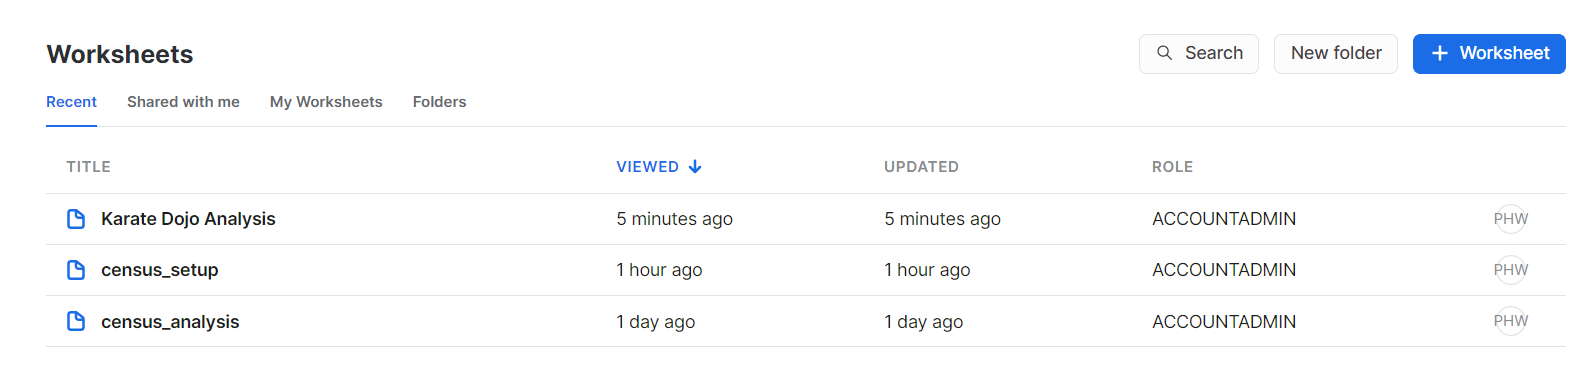 Worksheets
Search
New folder
+ Worksheet
Recent Shared with me My Worksheets Folders
TITLE VIEWED ↓ UPDATED ROLE
Karate Dojo Analysis 5 minutes ago 5 minutes ago ACCOUNTADMIN PHW
census_setup 1 hour ago 1 hour ago ACCOUNTADMIN PHW
census_analysis 1 day ago 1 day ago ACCOUNTADMIN PHW